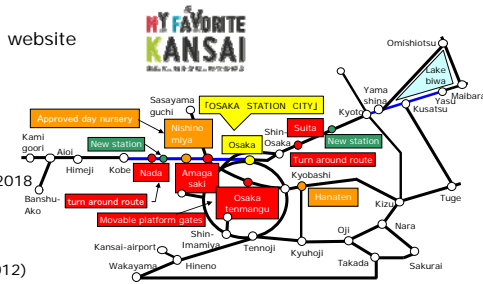 MY FAVORITE
KANSAI
website
Omishiotsu
Lake
biwa
Maibara
Yasu
Kusatsu
Yama
shina
Kyoto
Sasayama
guchi
「OSAKA STATION CITY」
Approved day nursery
Nishino
miya
Shin-
Osaka
Suita
New station
New station
Osaka
Turn around route
Kami
goori
Aioi
Himeji
Kobe
Nada
Amaga
saki
Kyobashi
Hanaten
Osaka
tenmangu
2018
Banshu-
Ako
turn around route
Movable platform gates
Kizu
Tuge
Nara
Oji
Shin-
Imamiya
Tennoji
Kyuhoji
Takada
Sakurai
Kansai-airport
Hineno
Wakayama
012)